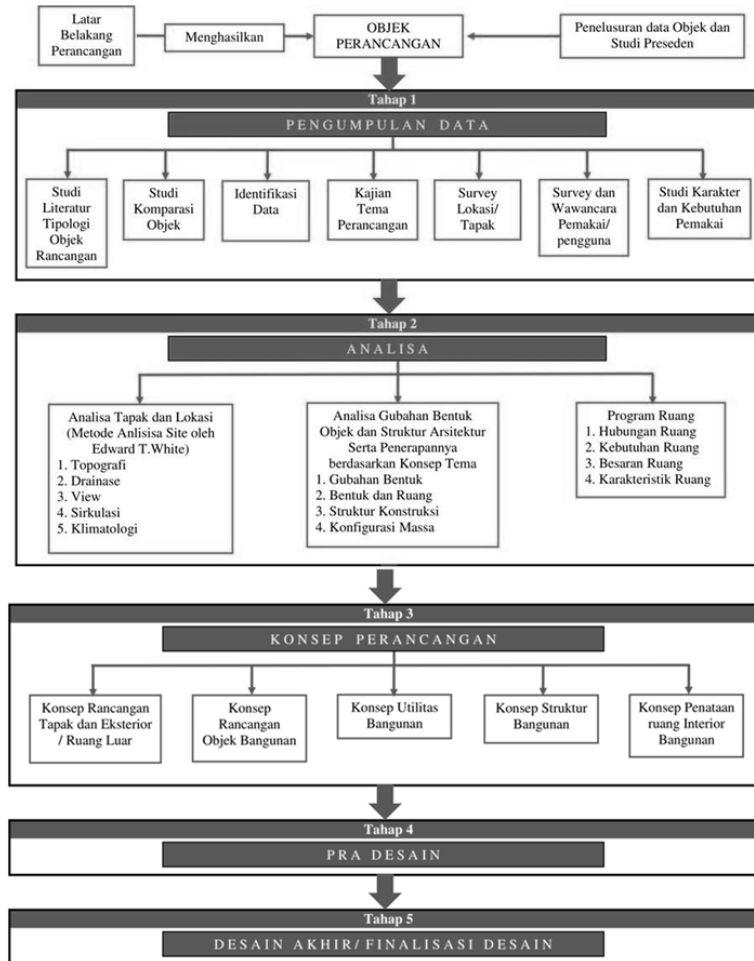 Latar
Belakang
Perancangan
Menghasilkan
OBJEK
PERANCANGAN
Penelusuran data Objek dan
Studi Preseden
Tahap 1
PENGUMPULAN DATA
Studi
Literatur
Tipologi
Objek
Rancangan
Studi
Komparasi
Objek
Identifikasi
Data
Kajian
Tema
Perancangan
Survey
Lokasi/
Tapak
Survey dan
Wawancara
Pemakai/
pengguna
Studi Karakter
dan Kebutuhan
Pemakai
Tahap 2
ANALISA
Analisa Tapak dan Lokasi
(Metode Anlisisa Site oleh
Edward T.White)
1. Topografi
2. Drainase
3. View
4. Sirkulasi
5. Klimatologi
Analisa Gubahan Bentuk
Objek dan Struktur Arsitektur
Serta Penerapannya
berdasarkan Konsep Tema
1. Gubahan Bentuk
2. Bentuk dan Ruang
3. Struktur Konstruksi
4. Konfigurasi Massa
Program Ruang
1. Hubungan Ruang
2. Kebutuhan Ruang
3. Besaran Ruang
4. Karakteristik Ruang
Tahap 3
KONSEP PERANCANGAN
Konsep Rancangan
Tapak dan Eksterior
/ Ruang Luar
Konsep
Rancangan
Objek Bangunan
Konsep Utilitas
Bangunan
Konsep Struktur
Bangunan
Konsep Penataan
ruang Interior
Bangunan
Tahap 4
PRA DESAIN
Tahap 5
DESAIN AKHIR/ FINALISASI DESAIN